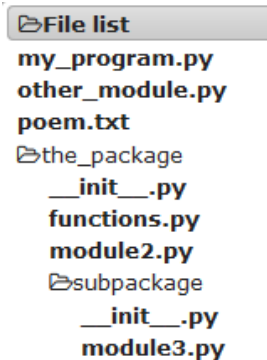 File list
my_program.py
other_module.py
poem.txt
the_package
__init__.py
functions.py
module2.py
subpackage
__init__.py
module3.py